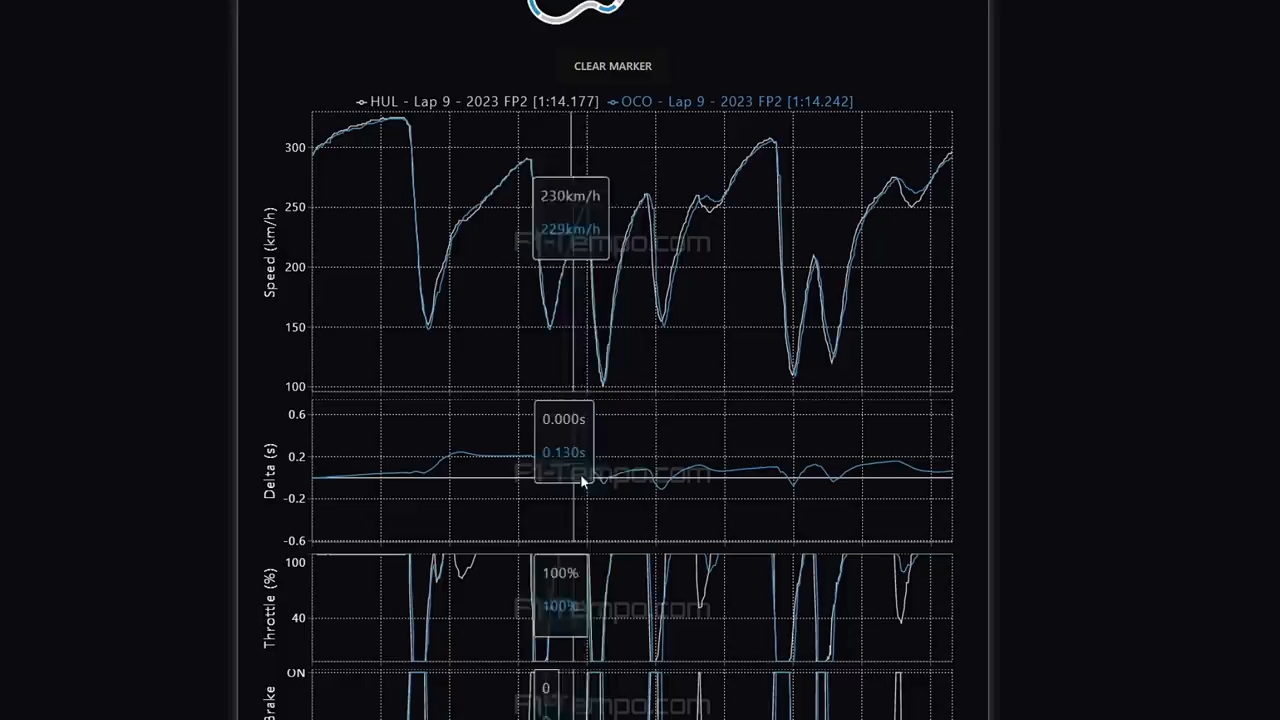 CLEAR MARKER
HUL - Lap 9 - 2023 FP2 [1:14.177] OCO - Lap 9 - 2023 FP2 [1:14.242]
Speed (km/h)
300
250
200
150
100
230km/h
229km/h
F1-Tempo.com
Delta (s)
0.6
0.2
-0.2
-0.6
0.000s
0.130s
F1-Tempo.com
Throttle (%)
100
40
100%
100%
F1-Tempo.com
Brake
ON
0
F1-Tempo.com